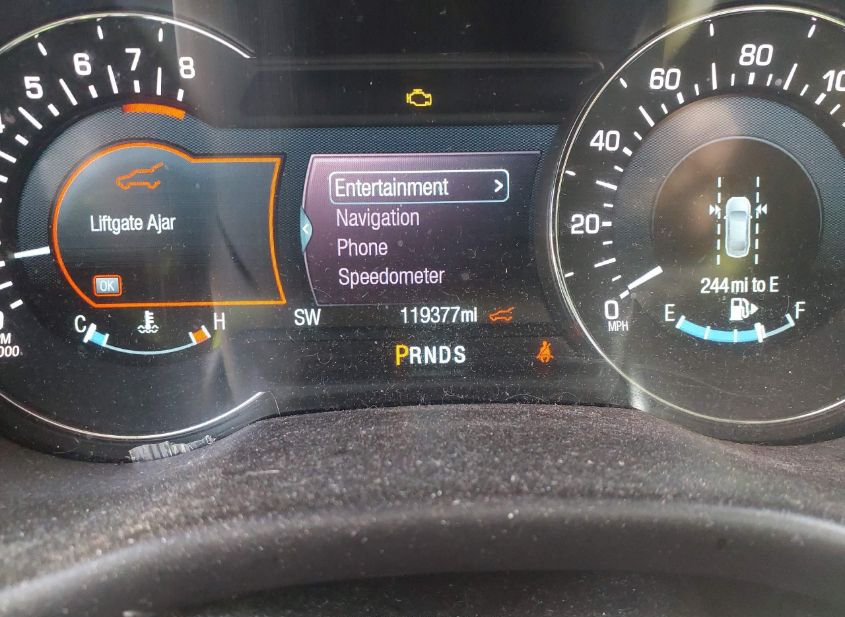 5 6 7 8
Liftgate Ajar
OK
C H
Entertainment >
Navigation
Phone
Speedometer
SW 119377mi
PRNDS
0 20 40 60 80
MPH
244 mi to E
E F